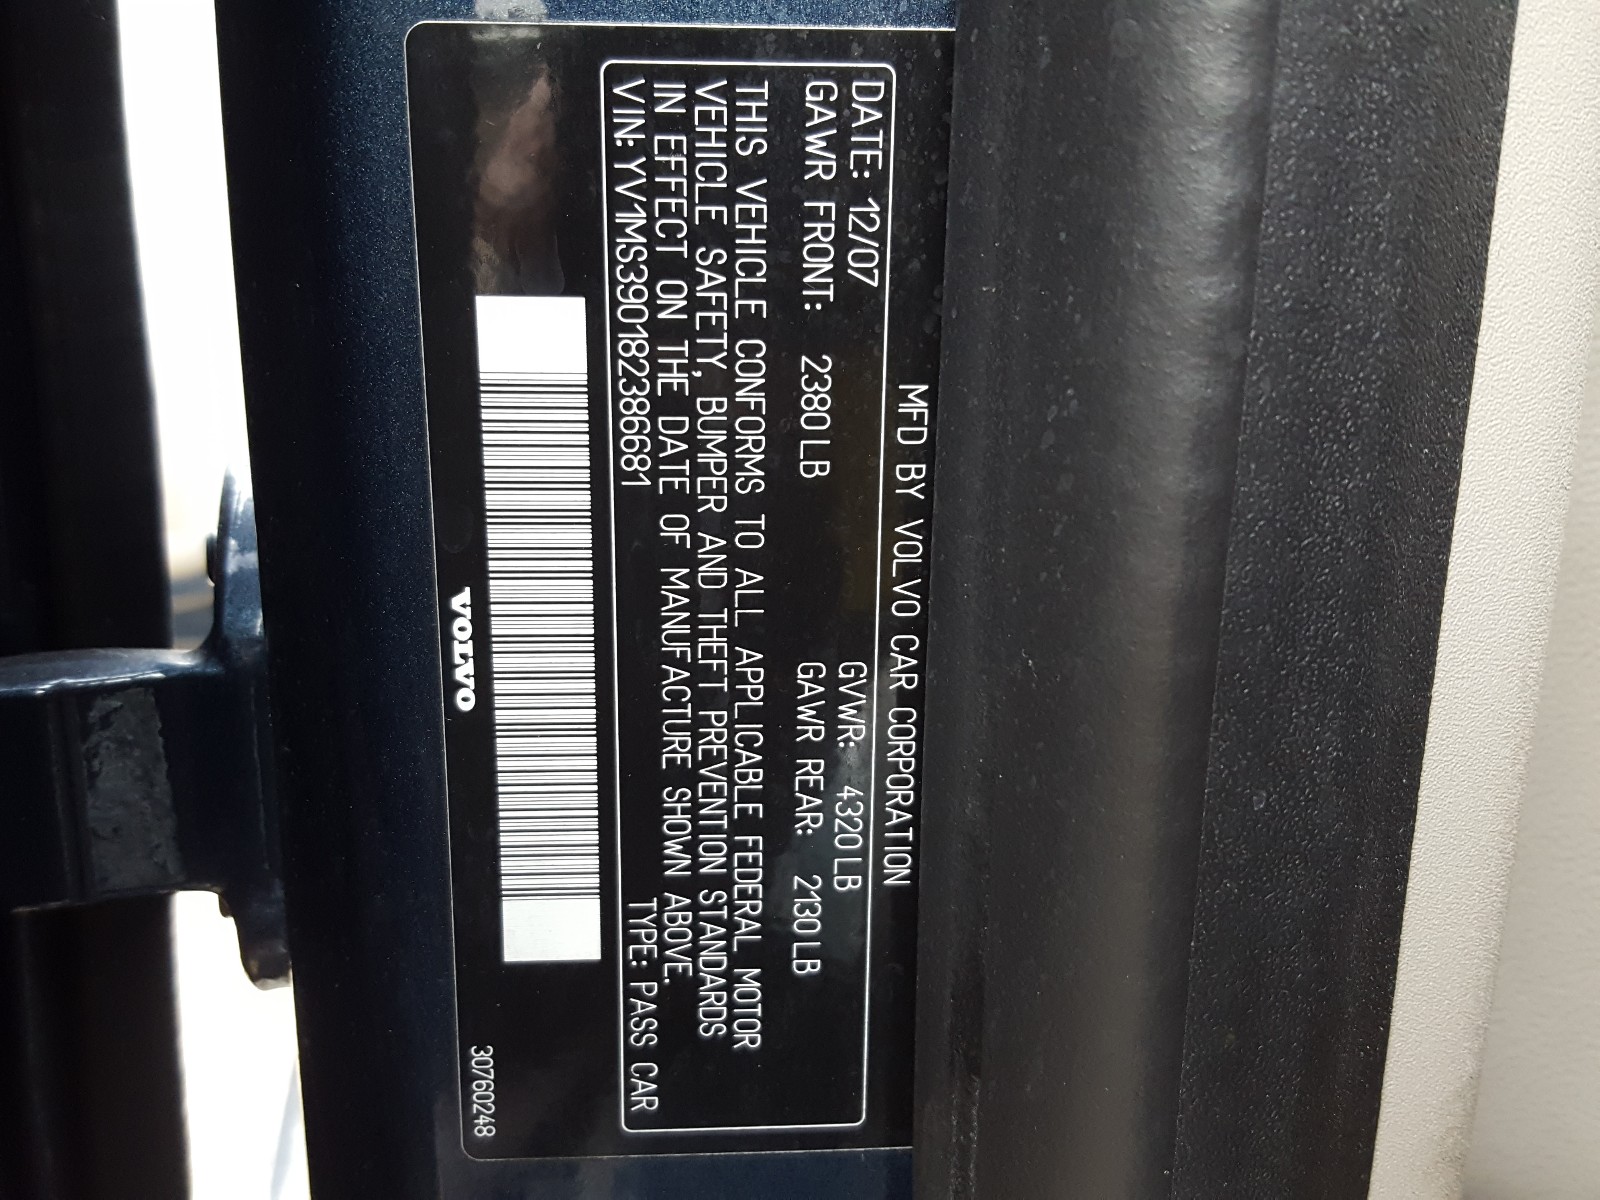 MFD BY VOLVO CAR CORPORATION
DATE: 12/07 GVWR: 4320 LB
GAWR FRONT: 2380 LB GAWR REAR: 2130 LB
THIS VEHICLE CONFORMS TO ALL APPLICABLE FEDERAL MOTOR
VEHICLE SAFETY, BUMPER AND THEFT PREVENTION STANDARDS
IN EFFECT ON THE DATE OF MANUFACTURE SHOWN ABOVE.
VIN: YV1MS390182386681 TYPE: PASS CAR
VOLVO
30760248